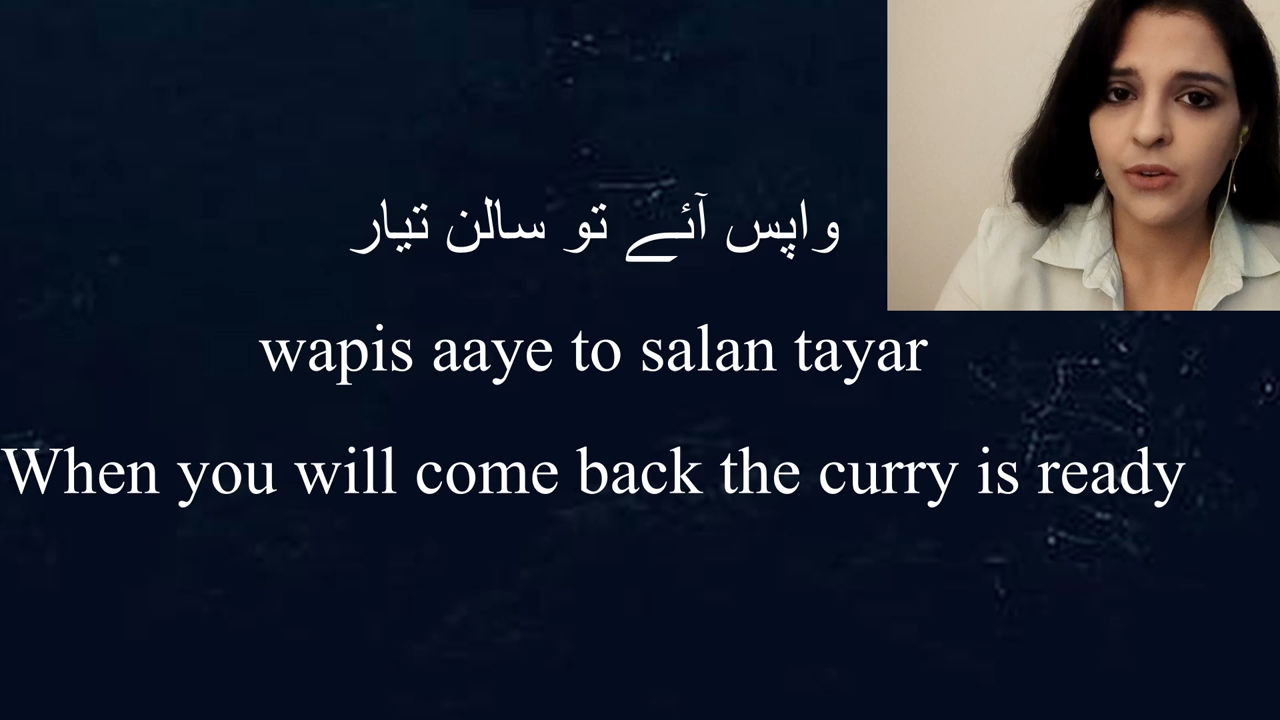 واپس آئے تو سالن تیار
wapis aaye to salan tayar
When you will come back the curry is ready